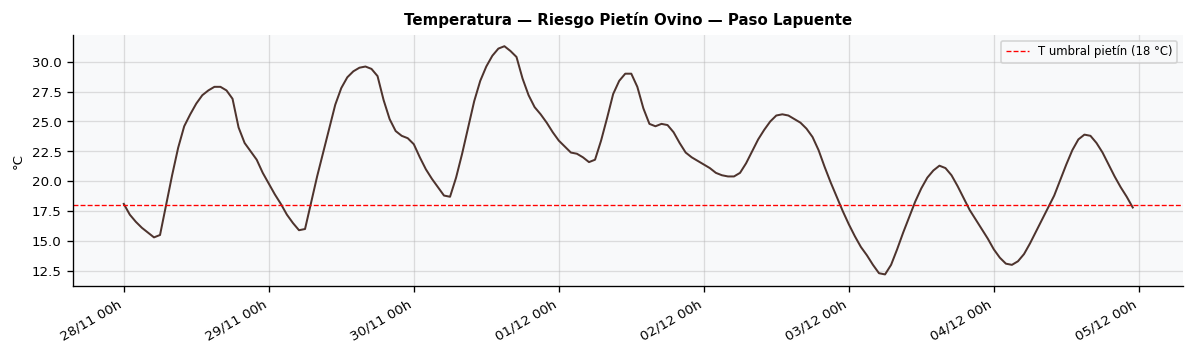 Temperatura — Riesgo Pietín Ovino — Paso Lapuente
T umbral pietín (18 °C)
°C
30.0
27.5
25.0
22.5
20.0
17.5
15.0
12.5
28/11 00h
29/11 00h
30/11 00h
01/12 00h
02/12 00h
03/12 00h
04/12 00h
05/12 00h